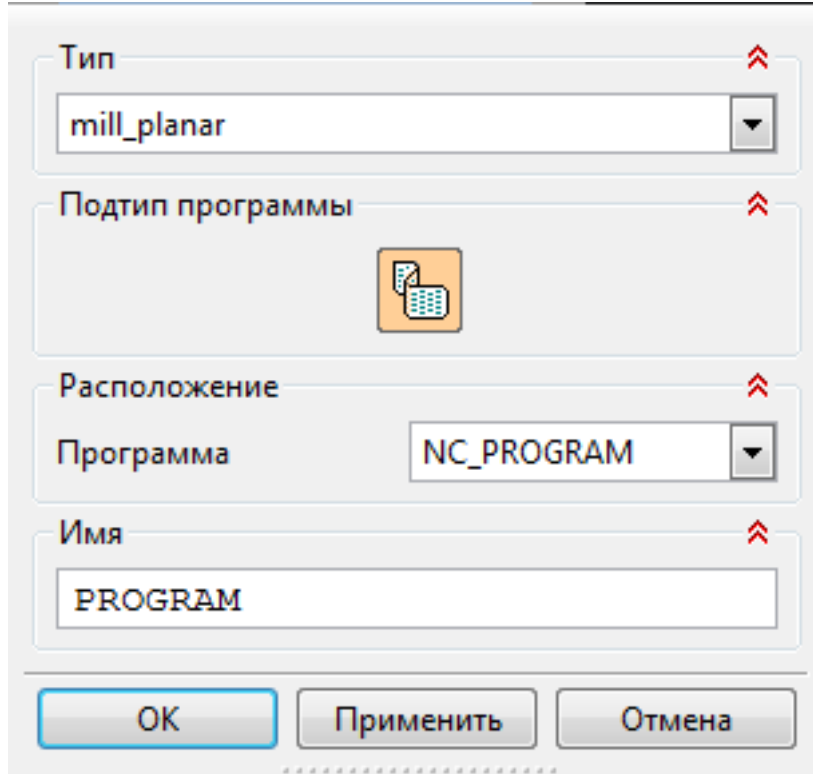 Тип
mill_planar
Подтип программы
Расположение
Программа NC_PROGRAM
Имя
PROGRAM
OK Применить Отмена